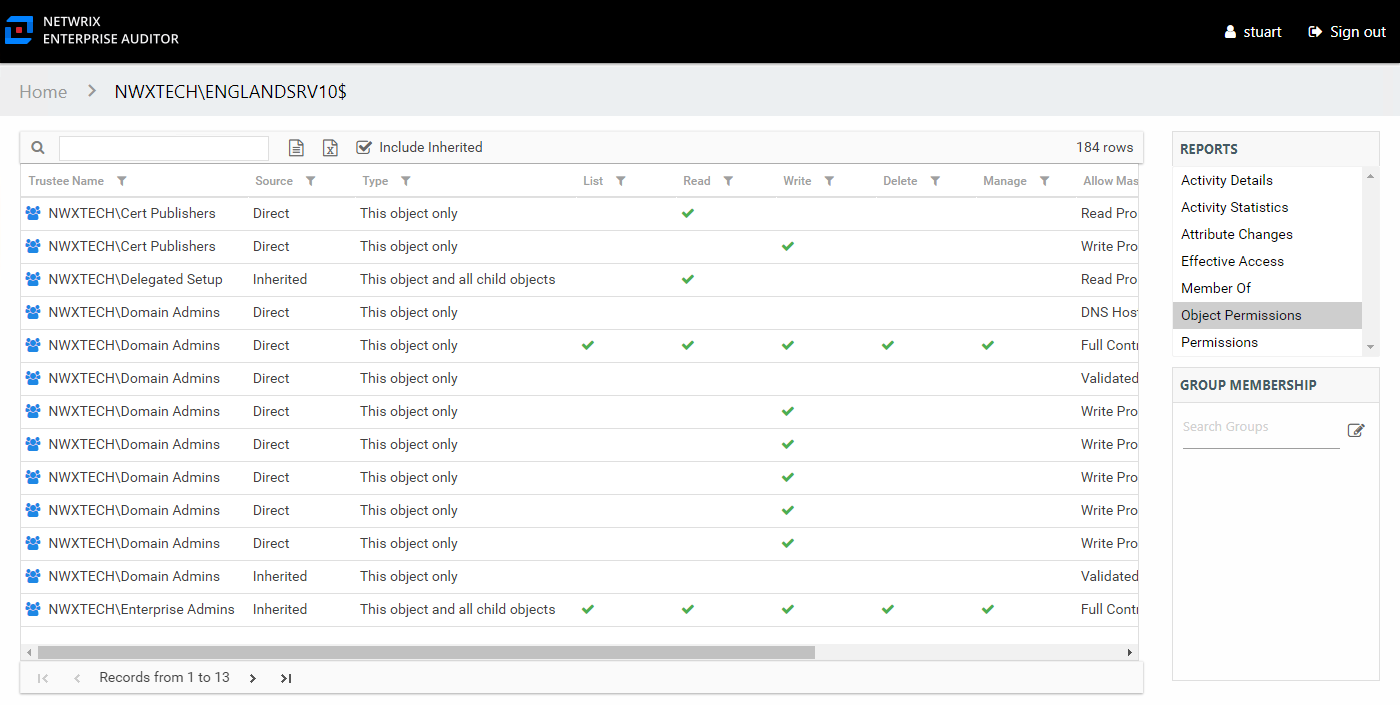 NETWRIX
ENTERPRISE AUDITOR
stuart Sign out
Home > NWXTECH\ENGLANDSRV10$
Include Inherited 184 rows
Trustee Name Source Type List Read Write Delete Manage Allow Mas
NWXTECH\Cert Publishers Direct This object only Read Pro
NWXTECH\Cert Publishers Direct This object only Write Pro
NWXTECH\Delegated Setup Inherited This object and all child objects Read Pro
NWXTECH\Domain Admins Direct This object only DNS Host
NWXTECH\Domain Admins Direct This object only Full Contr
NWXTECH\Domain Admins Direct This object only Validated
NWXTECH\Domain Admins Direct This object only Write Pro
NWXTECH\Domain Admins Direct This object only Write Pro
NWXTECH\Domain Admins Direct This object only Write Pro
NWXTECH\Domain Admins Direct This object only Write Pro
NWXTECH\Domain Admins Direct This object only Write Pro
NWXTECH\Domain Admins Inherited This object only Validated
NWXTECH\Enterprise Admins Inherited This object and all child objects Full Contr
Records from 1 to 13
REPORTS
Activity Details
Activity Statistics
Attribute Changes
Effective Access
Member Of
Object Permissions
Permissions
GROUP MEMBERSHIP
Search Groups